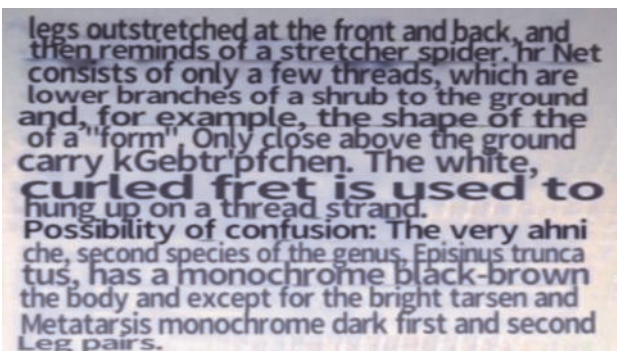 legs outstretched at the front and back, and
then reminds of a stretcher spider. hr Net
consists of only a few threads, which are
lower branches of a shrub to the ground
and, for example, the shape of the
of a "form". Only close above the ground
carry kGebtr'pfchen. The white,
curled fret is used to
hung up on a thread strand.
Possibility of confusion: The very ahni
che, second species of the genus, Episinus trunca
tus, has a monochrome black-brown
the body and except for the bright tarsen and
Metatarsis monochrome dark first and second
Leg pairs.